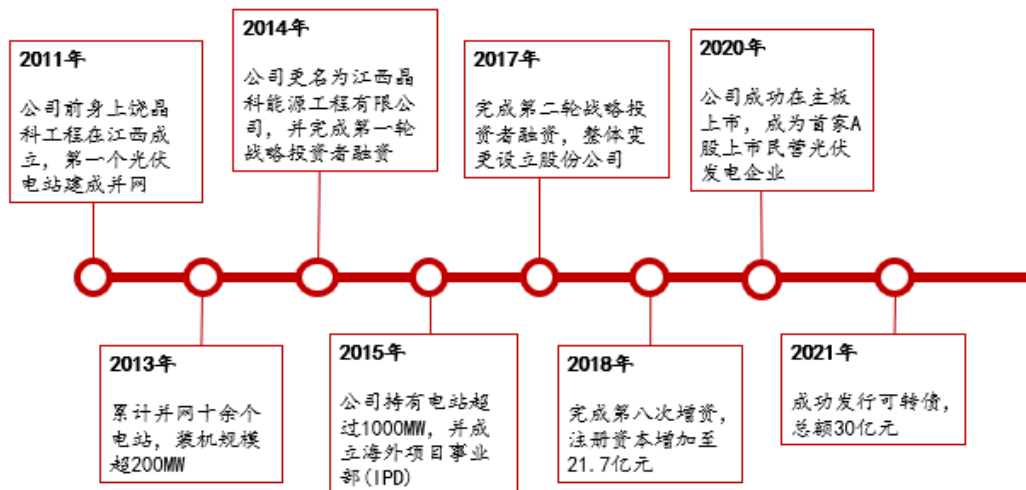 2011年
公司前身上饶晶
科工程在江西成
立，第一个光伏
电站建成并网
2013年
累计并网十余个
电站，装机规模
超200MW
2014年
公司更名为江西晶
科能源工程有限公
司，并完成第一轮
战略投资者融资
2015年
公司持有电站超
过1000MW，并成
立海外项目事业
部(IPD)
2017年
完成第二轮战略投
资者融资，整体变
更设立股份公司
2018年
完成第八次增资，
注册资本增加至
21.7亿元
2020年
公司成功在主板
上市，成为首家A
股上市民营光伏
发电企业
2021年
成功发行可转债，
总额30亿元